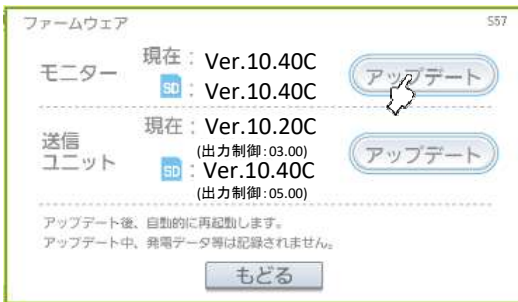 ファームウェア
S57
モニター
現在： Ver.10.40C
SD ： Ver.10.40C
アップデート
送信
ユニット
現在： Ver.10.20C
(出力制御：03.00)
SD ： Ver.10.40C
(出力制御：05.00)
アップデート
アップデート後、自動的に再起動します。
アップデート中、発電データ等は記録されません。
もどる